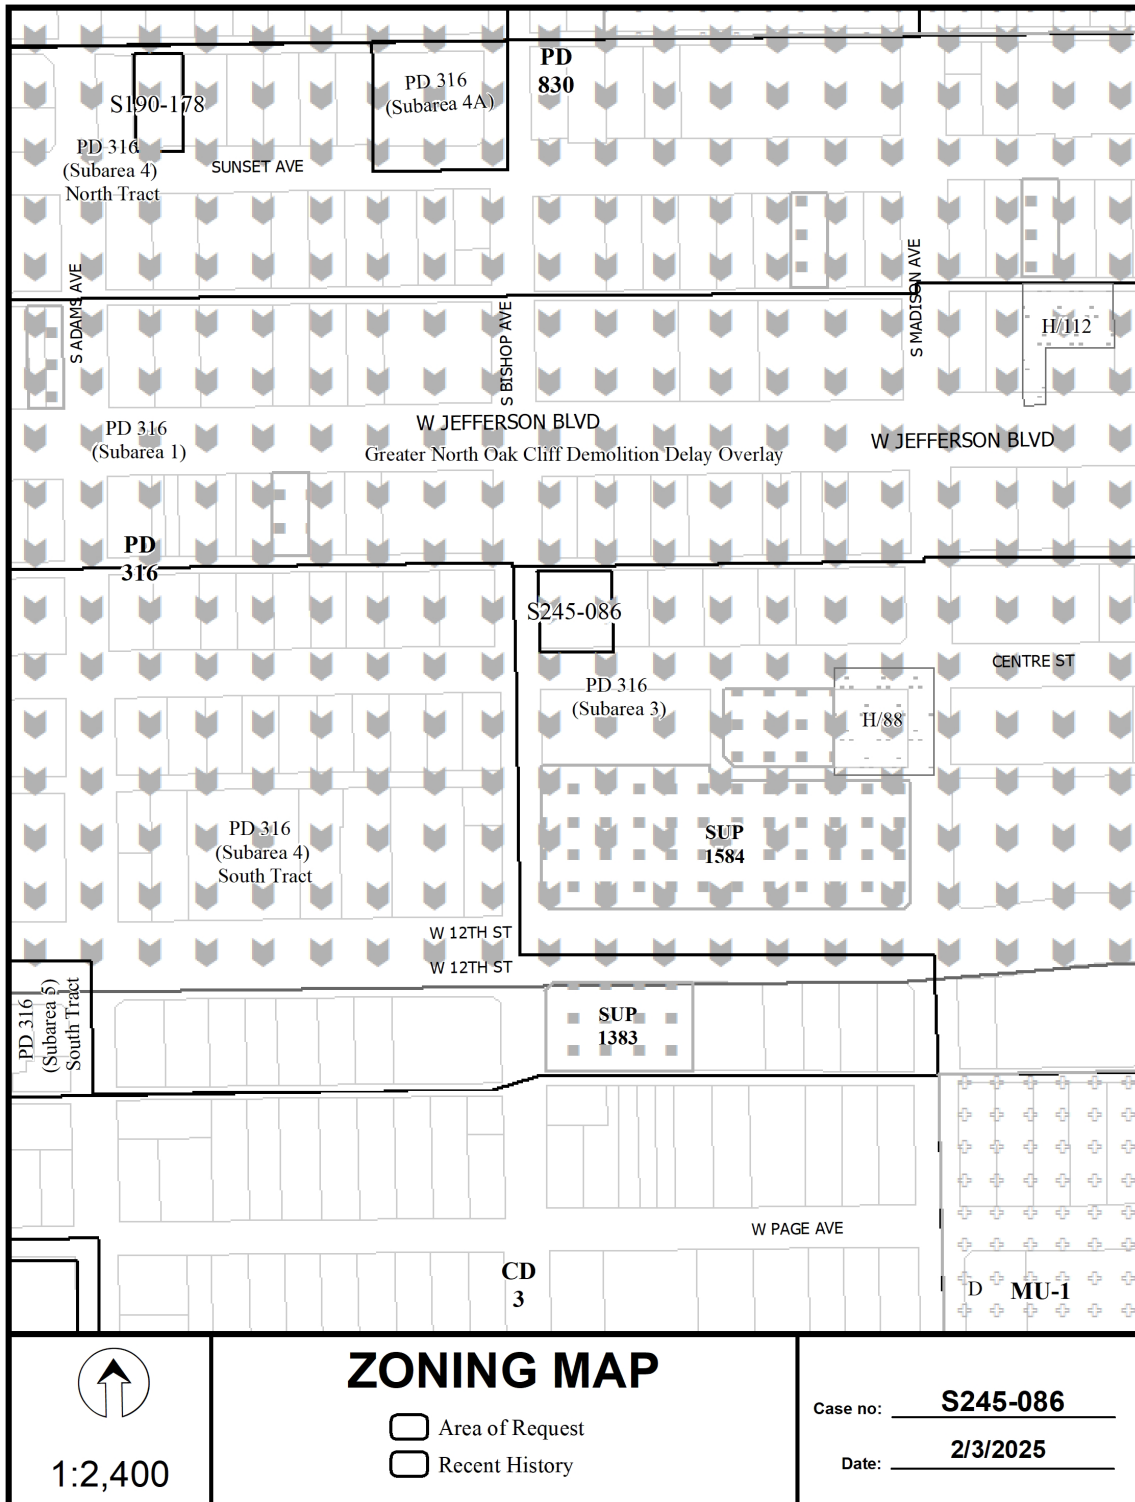 PD
830
PD 316
(Subarea 4A)
S190-178
PD 316
(Subarea 4)
North Tract
SUNSET AVE
S ADAMS AVE
S BISHOP AVE
S MADISON AVE
H/112
W JEFFERSON BLVD
W JEFFERSON BLVD
PD 316
(Subarea 1)
Greater North Oak Cliff Demolition Delay Overlay
PD
316
S245-086
CENTRE ST
PD 316
(Subarea 3)
H/88
PD 316
(Subarea 4)
South Tract
SUP
1584
W 12TH ST
W 12TH ST
PD 316
(Subarea 5)
South Tract
SUP
1383
W PAGE AVE
CD
3
D
MU-1
1:2,400
ZONING MAP
Area of Request
Recent History
Case no: S245-086
Date: 2/3/2025